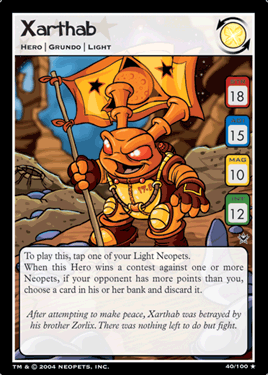 Xarthab
HERO | GRUNDO | LIGHT
18
15
MAG
10
12
To play this, tap one of your Light Neopets.
When this Hero wins a contest against one or more
Neopets, if your opponent has more points than you,
choose a card in his or her bank and discard it.
After attempting to make peace, Xarthab was betrayed by
his brother Zorlix. There was nothing left to do but fight.
TM & © 2004 NEOPETS, INC.
40/100 ★